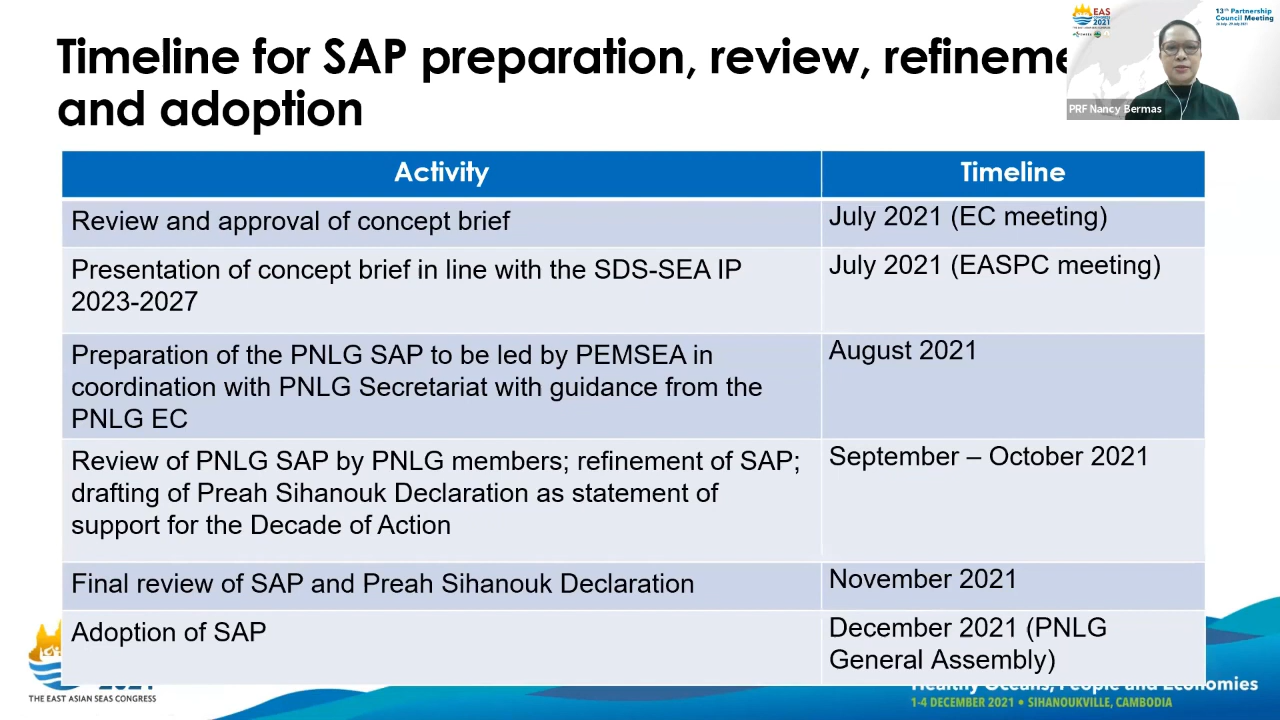 Timeline for SAP preparation, review, refineme
and adoption
EAS
2021
13th Partnership
Council Meeting
PRF Nancy Bermas
Activity
Timeline
Review and approval of concept brief
July 2021 (EC meeting)
Presentation of concept brief in line with the SDS-SEA IP
2023-2027
July 2021 (EASPC meeting)
Preparation of the PNLG SAP to be led by PEMSEA in
coordination with PNLG Secretariat with guidance from the
PNLG EC
August 2021
Review of PNLG SAP by PNLG members; refinement of SAP;
drafting of Preah Sihanouk Declaration as statement of
support for the Decade of Action
September – October 2021
Final review of SAP and Preah Sihanouk Declaration
November 2021
Adoption of SAP
December 2021 (PNLG
General Assembly)
2021
THE EAST ASIAN SEAS CONGRESS
Healthy Oceans, People and Economies
1-4 DECEMBER 2021 • SIHANOUKVILLE, CAMBODIA